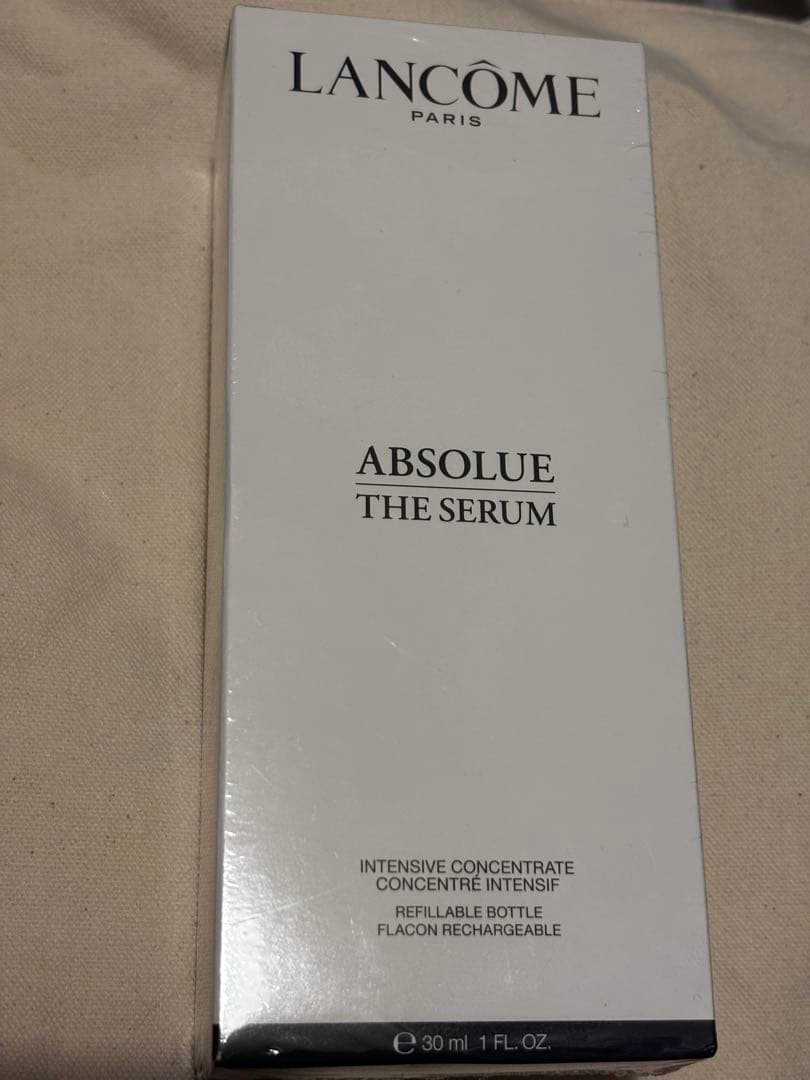 LANCÔME
PARIS
ABSOLUE
THE SERUM
INTENSIVE CONCENTRATE
CONCENTRÉ INTENSIF
REFILLABLE BOTTLE
FLACON RECHARGEABLE
℮ 30 ml 1 FL. OZ.